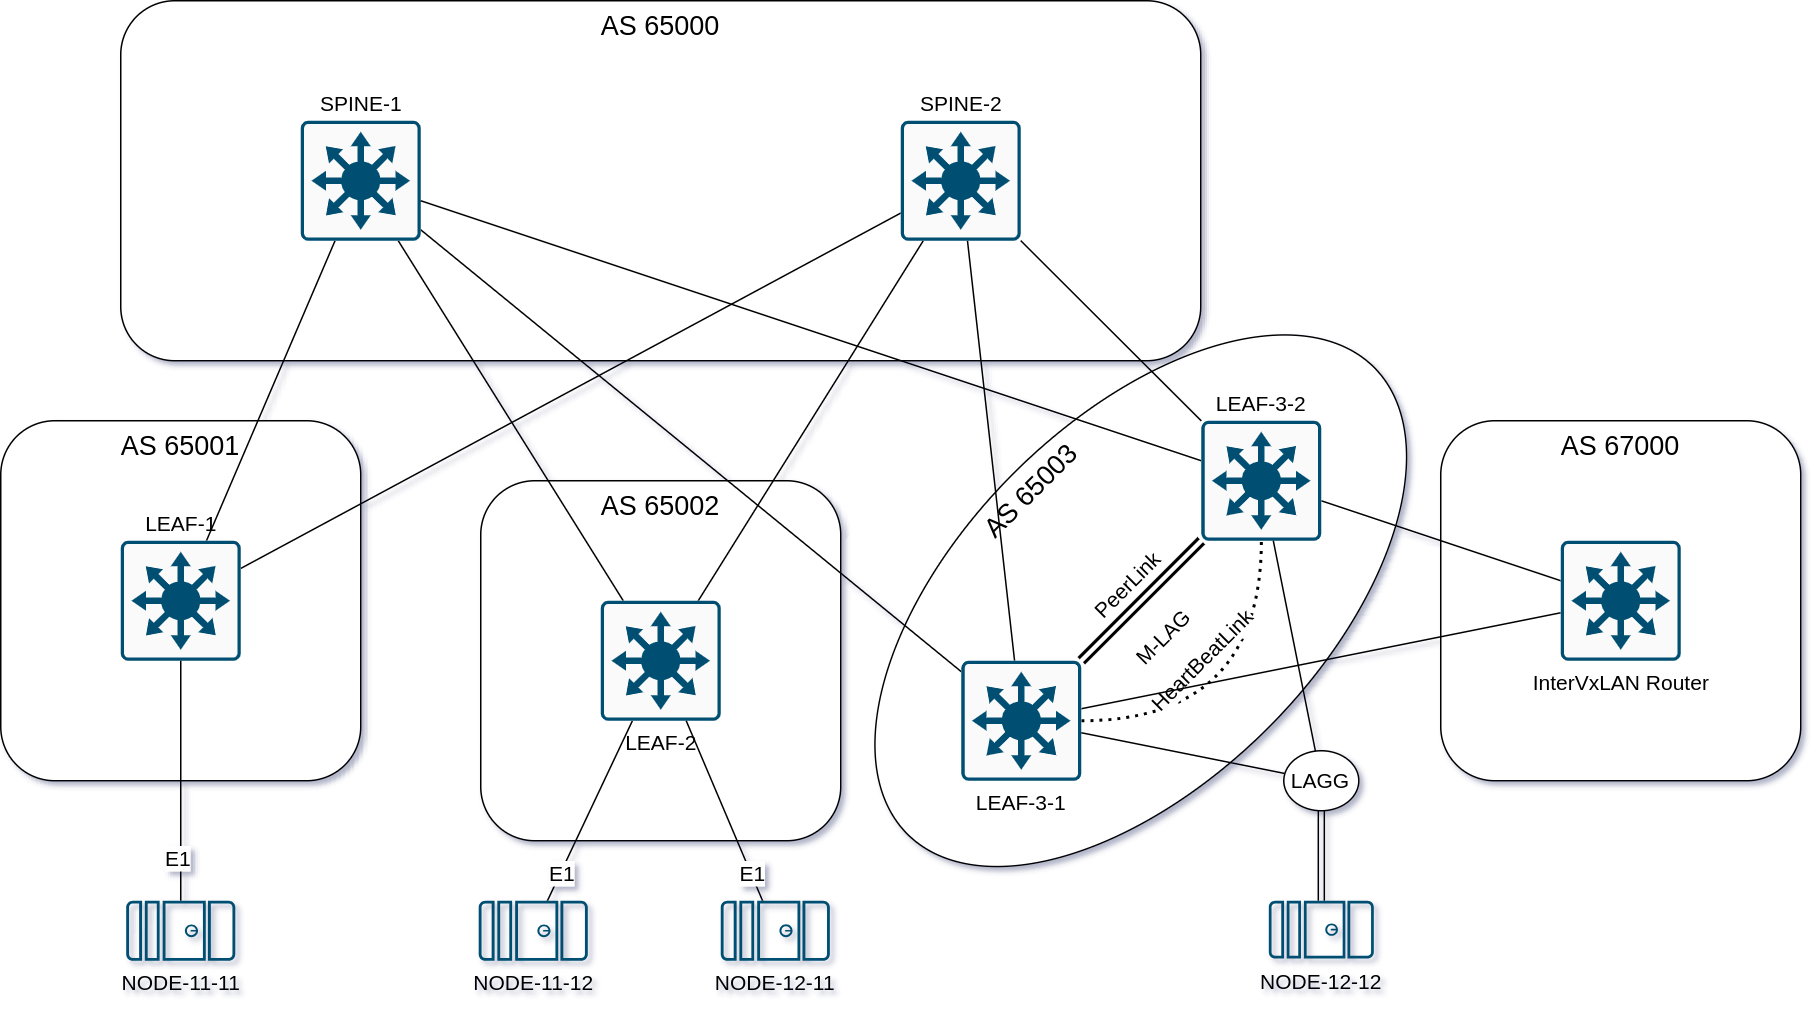 AS 65000
SPINE-1
SPINE-2
LEAF-3-2
AS 65001
AS 67000
AS 65003
AS 65002
LEAF-1
PeerLink
M-LAG
HeartBeatLink
InterVxLAN Router
LEAF-2
LAGG
LEAF-3-1
E1
E1
E1
NODE-11-11
NODE-11-12
NODE-12-11
NODE-12-12